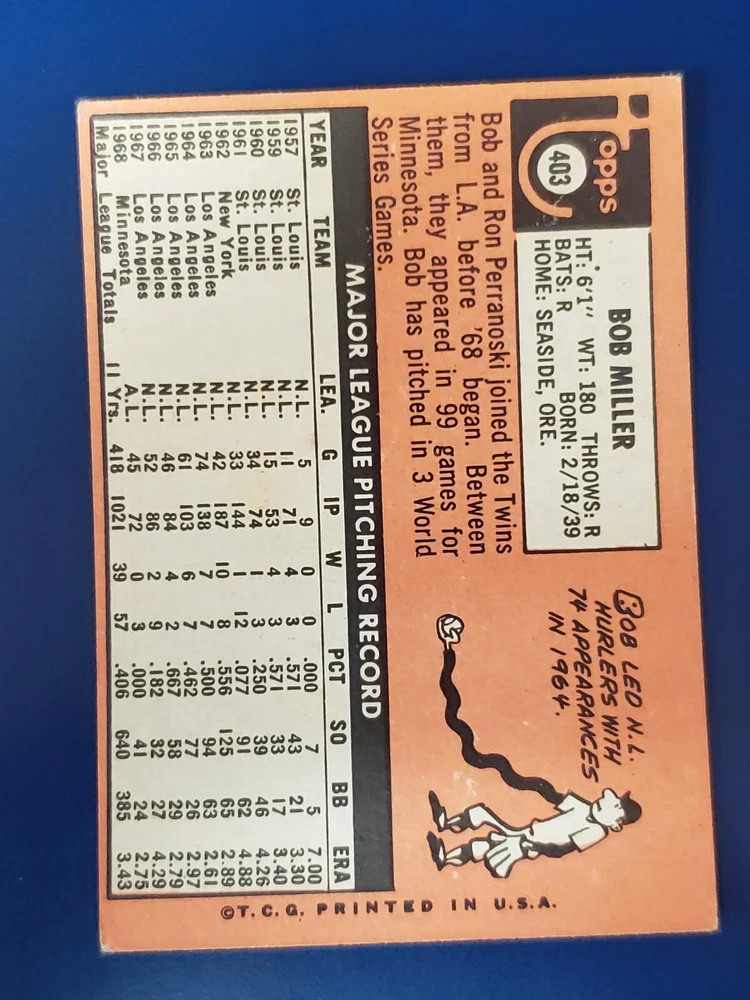 Topps
403
BOB MILLER
HT: 6'1" WT: 180 THROWS: R
BATS: R BORN: 2/18/39
HOME: SEASIDE, ORE.
Bob and Ron Perranoski joined the Twins
from L.A. before '68 began. Between
them, they appeared in 99 games for
Minnesota. Bob has pitched in 3 World
Series Games.
BOB LED N.L.
HURLERS WITH
74 APPEARANCES
IN 1964.
MAJOR LEAGUE PITCHING RECORD
YEAR TEAM LEA. G IP W L PCT SO BB ERA
1957 St. Louis N.L. 5 9 0 0 .000 7 5 7.00
1959 St. Louis N.L. 11 71 4 3 .571 43 21 3.30
1960 St. Louis N.L. 15 53 4 3 .571 33 17 3.40
1961 St. Louis N.L. 34 74 1 3 .250 39 46 4.26
1962 New York N.L. 33 144 1 12 .077 91 62 4.88
1963 Los Angeles N.L. 42 187 10 8 .556 125 65 2.89
1964 Los Angeles N.L. 74 138 7 7 .500 94 63 2.61
1965 Los Angeles N.L. 61 103 6 7 .462 77 26 2.97
1966 Los Angeles N.L. 46 84 4 2 .667 58 29 2.79
1967 Los Angeles N.L. 52 86 2 9 .182 32 27 4.29
1968 Minnesota A.L. 45 72 0 3 .000 41 24 2.75
Major League Totals 11 Yrs. 418 1021 39 57 .406 640 385 3.43
©T.C.G. PRINTED IN U.S.A.